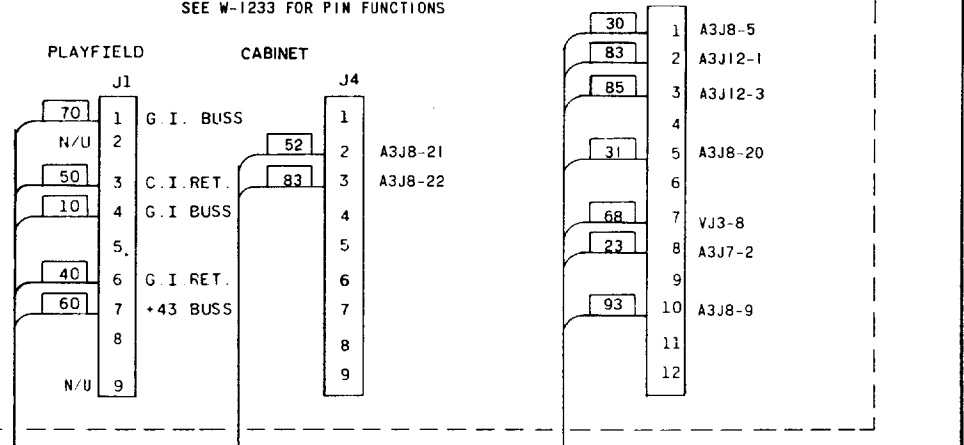 SEE W-1233 FOR PIN FUNCTIONS
PLAYFIELD
J1
70 1 G.I. BUSS
N/U 2
50 3 C.I.RET.
10 4 G.I BUSS
5
40 6 G.I.RET.
60 7 +43 BUSS
8
N/U 9
CABINET
J4
1
52 2 A3J8-21
83 3 A3J8-22
4
5
6
7
8
9
30 1 A3J8-5
83 2 A3J12-1
85 3 A3J12-3
4
31 5 A3J8-20
6
68 7 VJ3-8
23 8 A3J7-2
9
93 10 A3J8-9
11
12